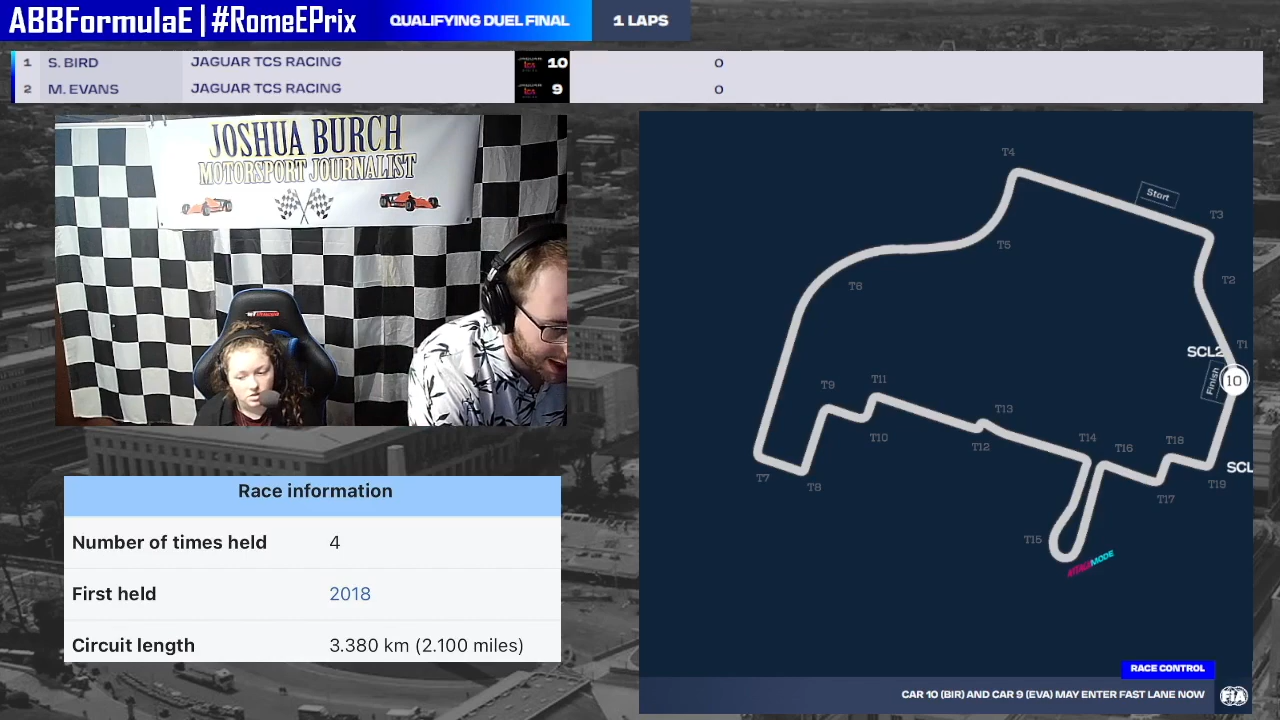 ABBFormulaE | #RomeEPrix
QUALIFYING DUEL FINAL
1 LAPS
1 S. BIRD JAGUAR TCS RACING 10 0
2 M. EVANS JAGUAR TCS RACING 9 0
JOSHUA BURCH
MOTORSPORT JOURNALIST
T4
Start
T3
T5
T2
T6
T1
SCL2
Finish
10
T9
T11
T13
T10
T12
T14
T16
T18
SCL
T7
T8
T19
T17
T15
ATTACK MODE
Race information
Number of times held 4
First held 2018
Circuit length 3.380 km (2.100 miles)
RACE CONTROL
CAR 10 (BIR) AND CAR 9 (EVA) MAY ENTER FAST LANE NOW
FIA